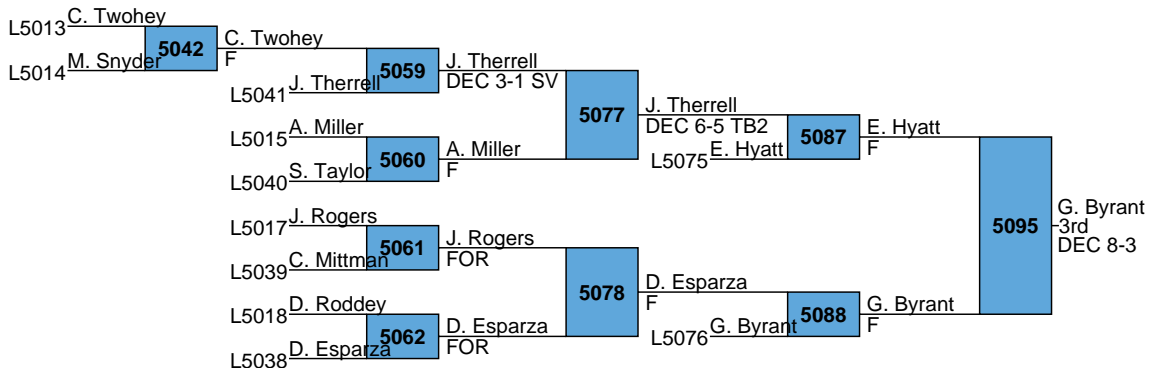 L5013 C. Twohey
5042
L5014 M. Snyder
C. Twohey
F
5059
L5041 J. Therrell
J. Therrell
DEC 3-1 SV
L5015 A. Miller
5060
L5040 S. Taylor
A. Miller
F
5077
J. Therrell
DEC 6-5 TB2
5087
L5075 E. Hyatt
E. Hyatt
F
L5017 J. Rogers
5061
L5039 C. Mittman
J. Rogers
FOR
L5018 D. Roddey
5062
L5038 D. Esparza
D. Esparza
FOR
5078
D. Esparza
F
5088
L5076 G. Byrant
G. Byrant
F
5095
G. Byrant
3rd
DEC 8-3